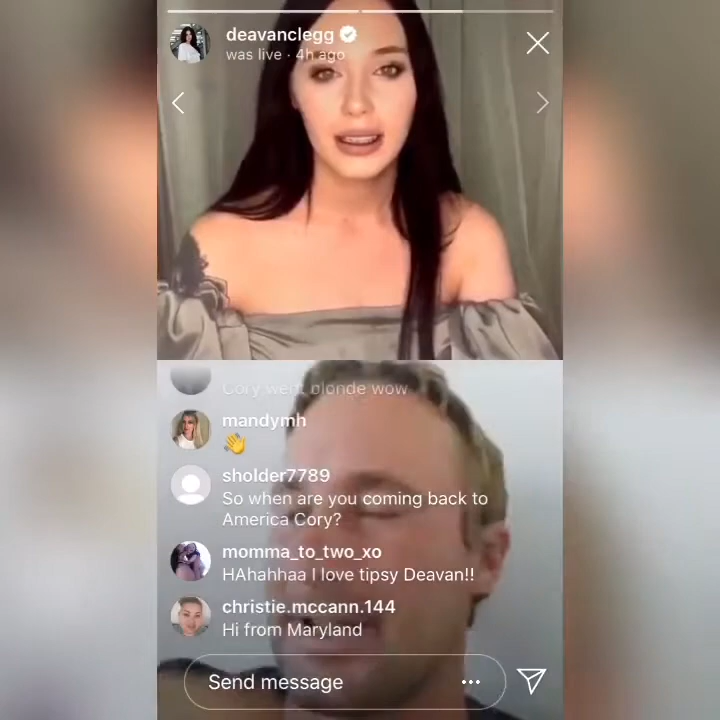 deavanclegg
was live · 4h ago
Cory went blonde wow
mandymh
👋
sholder7789
So when are you coming back to
America Cory?
momma_to_two_xo
HAhahhaa I love tipsy Deavan!!
christie.mccann.144
Hi from Maryland
Send message